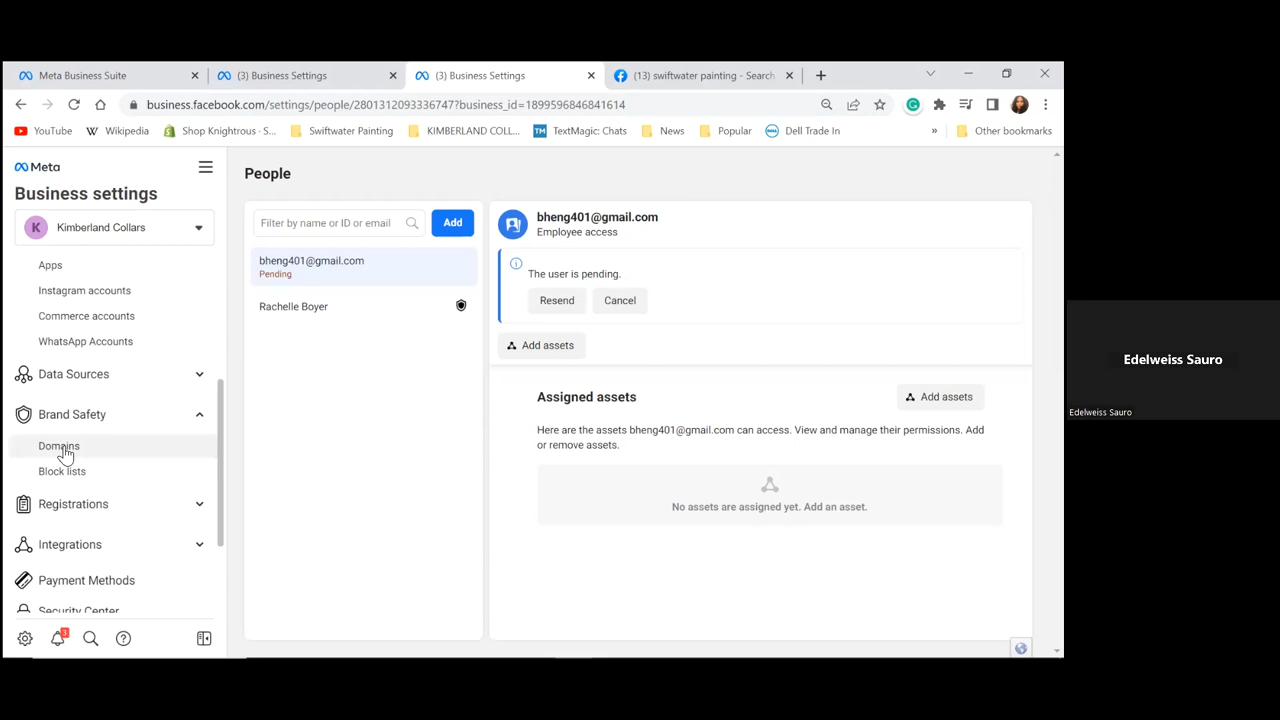 Meta Business Suite
(3) Business Settings
(3) Business Settings
(13) swiftwater painting - Search
business.facebook.com/settings/people/280131209333674​7?business_id=1899596846841614
YouTube
Wikipedia
Shop Knightrous - S...
Swiftwater Painting
KIMBERLAND COLL...
TM
TextMagic: Chats
News
Popular
DELL
Dell Trade In
»
Other bookmarks
Meta
Business settings
K
Kimberland Collars
Apps
Instagram accounts
Commerce accounts
WhatsApp Accounts
Data Sources
Brand Safety
Domains
Block lists
Registrations
Integrations
Payment Methods
Security Center
3
People
Filter by name or ID or email
Add
bheng401@gmail.com
Pending
Rachelle Boyer
bheng401@gmail.com
Employee access
The user is pending.
Resend
Cancel
Add assets
Assigned assets
Add assets
Here are the assets bheng401@gmail.com can access. View and manage their permissions. Add
or remove assets.
No assets are assigned yet. Add an asset.
Edelweiss Sauro
Edelweiss Sauro